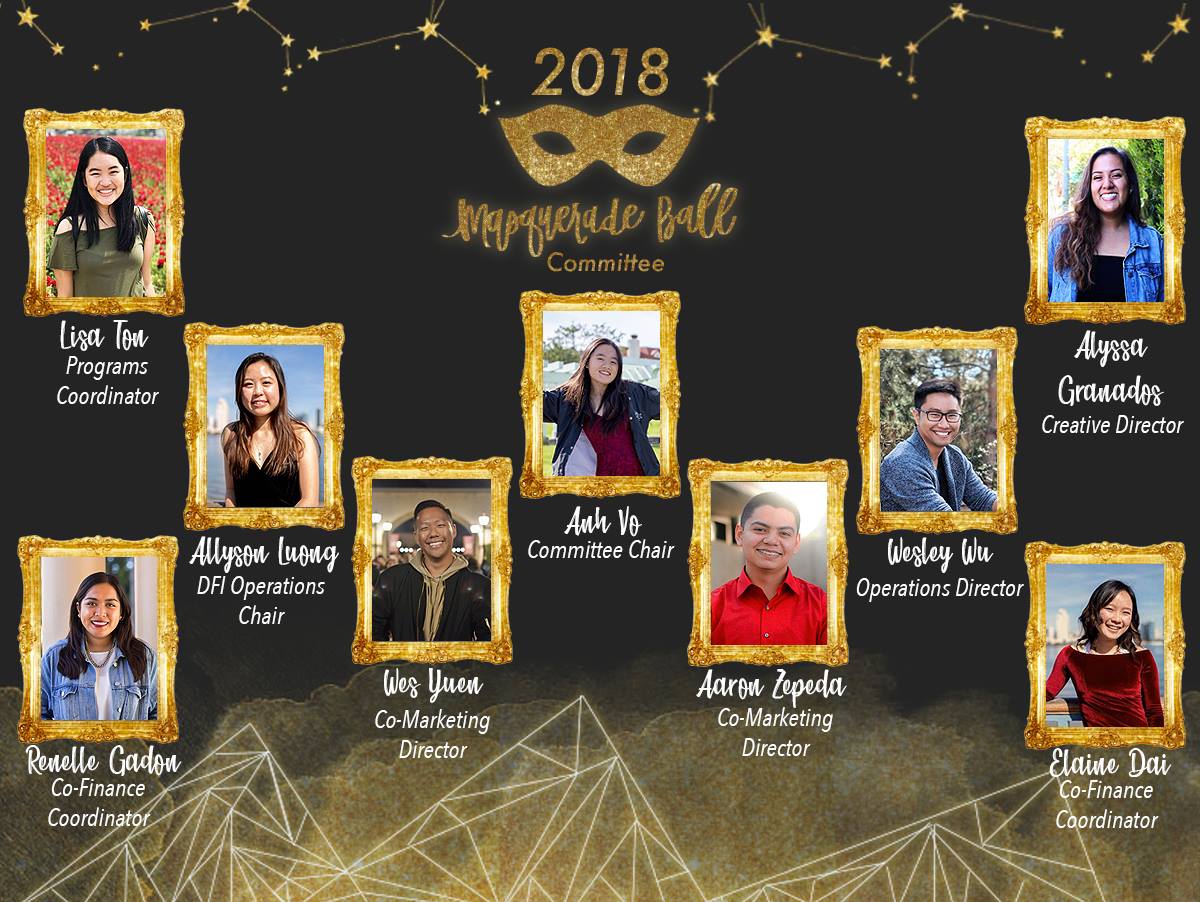 2018
Masquerade Ball
Committee
Lisa Ton
Programs
Coordinator
Allyson Luong
DFI Operations
Chair
Anh Vo
Committee Chair
Wesley Wu
Operations Director
Alyssa
Granados
Creative Director
Renelle Gadon
Co-Finance
Coordinator
Wes Yuen
Co-Marketing
Director
Aaron Zepeda
Co-Marketing
Director
Elaine Dai
Co-Finance
Coordinator